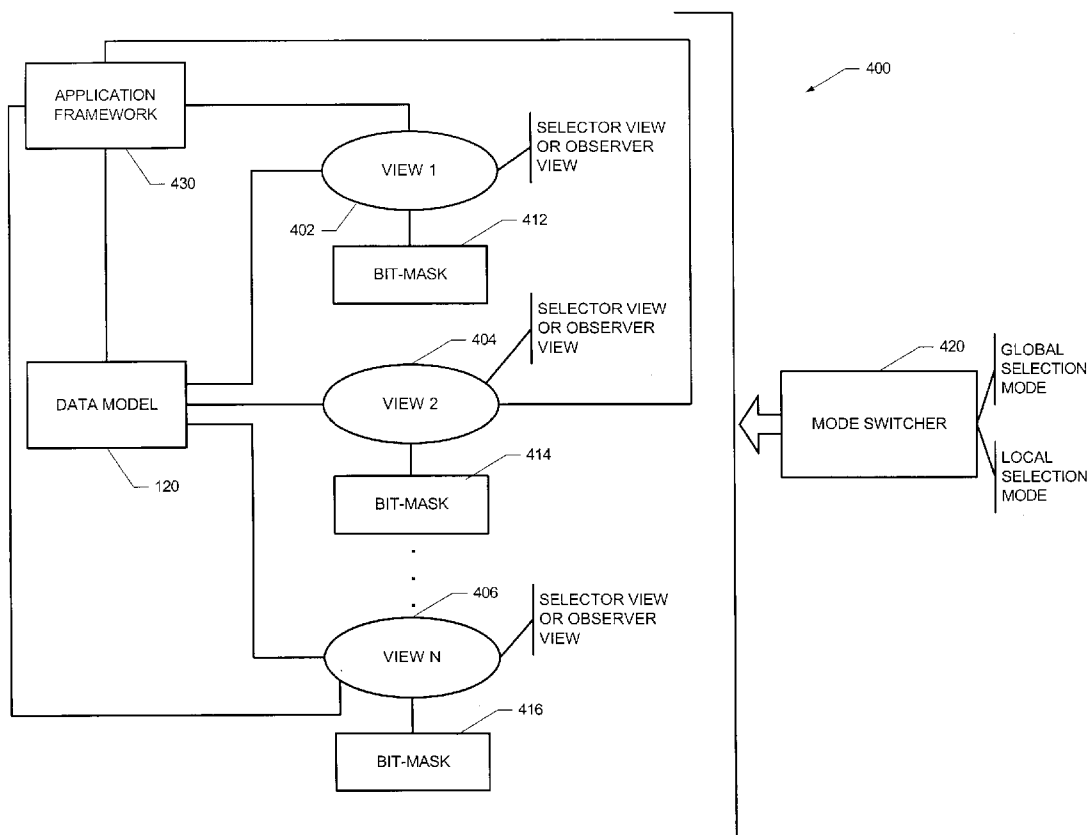 400
APPLICATION
FRAMEWORK
430
VIEW 1
402
SELECTOR VIEW
OR OBSERVER
VIEW
412
BIT-MASK
DATA MODEL
120
404
VIEW 2
SELECTOR VIEW
OR OBSERVER
VIEW
414
BIT-MASK
406
VIEW N
SELECTOR VIEW
OR OBSERVER
VIEW
416
BIT-MASK
420
MODE SWITCHER
GLOBAL
SELECTION
MODE
LOCAL
SELECTION
MODE